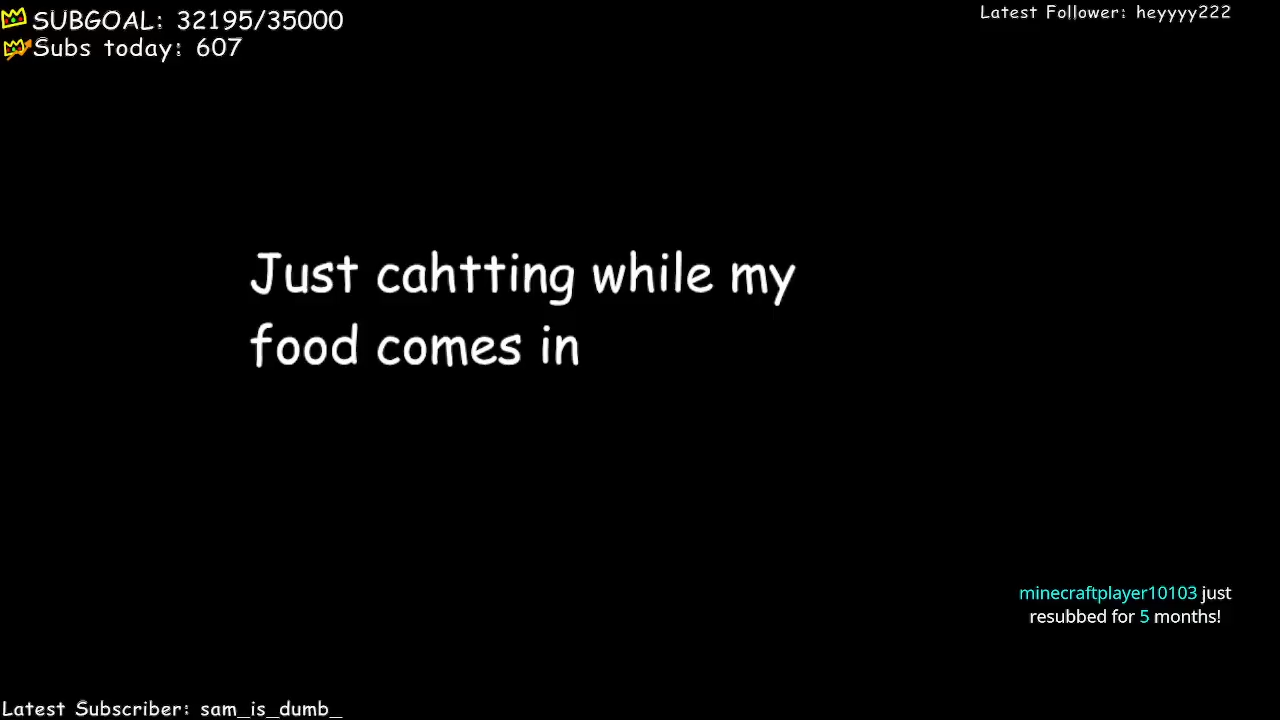 SUBGOAL: 32195/35000
Subs today: 607
Latest Follower: heyyyy222
Just cahtting while my
food comes in
minecraftplayer10103 just
resubbed for 5 months!
Latest Subscriber: sam_is_dumb_